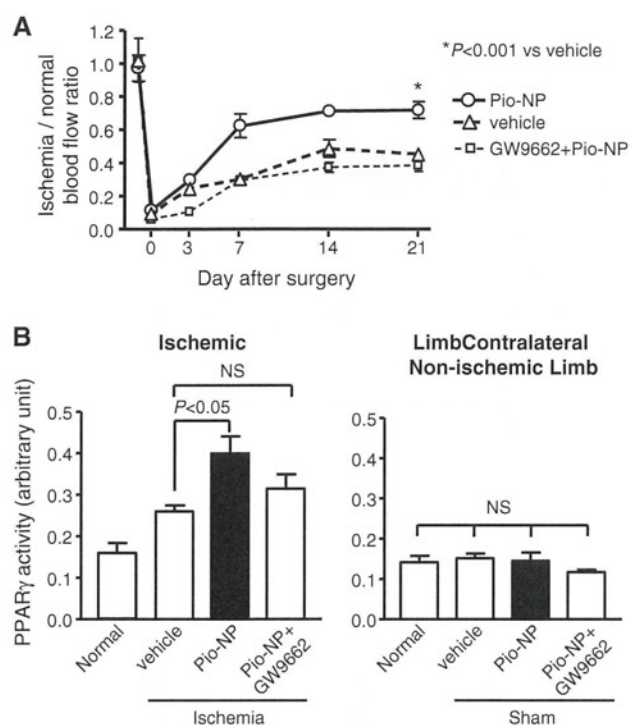 A
Ischemia / normal
blood flow ratio
1.2
1.0
0.8
0.6
0.4
0.2
0.0
0 3 7 14 21
Day after surgery
*
*P<0.001 vs vehicle
Pio-NP
vehicle
GW9662+Pio-NP
B
Ischemic
PPARγ activity (arbitrary unit)
0.5
0.4
0.3
0.2
0.1
0.0
NS
P<0.05
Normal
vehicle
Pio-NP
Pio-NP+
GW9662
Ischemia
LimbContralateral
Non-ischemic Limb
0.5
0.4
0.3
0.2
0.1
0.0
NS
Normal
vehicle
Pio-NP
Pio-NP+
GW9662
Sham